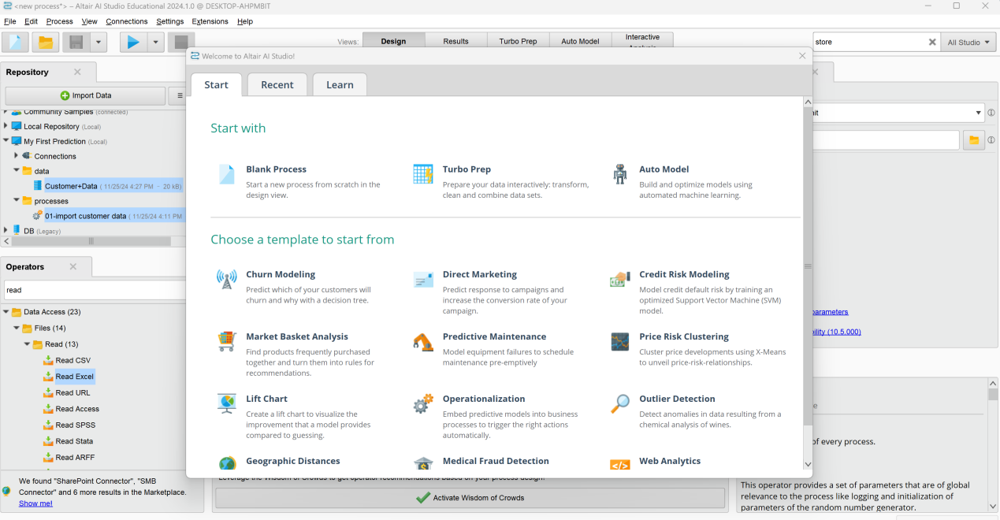 <new process*> – Altair AI Studio Educational 2024.1.0 @ DESKTOP-AHPMBIT
File Edit Process View Connections Settings Extensions Help
Views: Design Results Turbo Prep Auto Model Interactive
store All Studio
Repository
Import Data
Community Samples (connected)
Local Repository (Local)
My First Prediction (Local)
Connections
data
Customer+Data ( 11/25/24 4:27 PM – 20 kB)
processes
01-import customer data ( 11/25/24 4:11 PM
DB (Legacy)
Operators
read
Data Access (23)
Files (14)
Read (13)
Read CSV
Read Excel
Read URL
Read Access
Read SPSS
Read Stata
Read ARFF
We found "SharePoint Connector", "SMB
Connector" and 6 more results in the Marketplace.
Show me!
Welcome to Altair AI Studio!
Start Recent Learn
Start with
Blank Process
Start a new process from scratch in the
design view.
Turbo Prep
Prepare your data interactively: transform,
clean and combine data sets.
Auto Model
Build and optimize models using
automated machine learning.
Choose a template to start from
Churn Modeling
Predict which of your customers will
churn and why with a decision tree.
Direct Marketing
Predict response to campaigns and
increase the conversion rate of your
campaign.
Credit Risk Modeling
Model credit default risk by training an
optimized Support Vector Machine (SVM)
model.
Market Basket Analysis
Find products frequently purchased
together and turn them into rules for
recommendations.
Predictive Maintenance
Model equipment failures to schedule
maintenance pre-emptively
Price Risk Clustering
Cluster price developments using X-Means
to unveil price-risk-relationships.
Lift Chart
Create a lift chart to visualize the
improvement that a model provides
compared to guessing.
Operationalization
Embed predictive models into business
processes to trigger the right actions
automatically.
Outlier Detection
Detect anomalies in data resulting from a
chemical analysis of wines.
Geographic Distances
Medical Fraud Detection
Web Analytics
Leverage the Wisdom of Crowds to get operator recommendations based on your process design!
Activate Wisdom of Crowds
parameters
(10.5.000)
of every process.
This operator provides a set of parameters that are of global
relevance to the process like logging and initialization of
parameters of the random number generator.